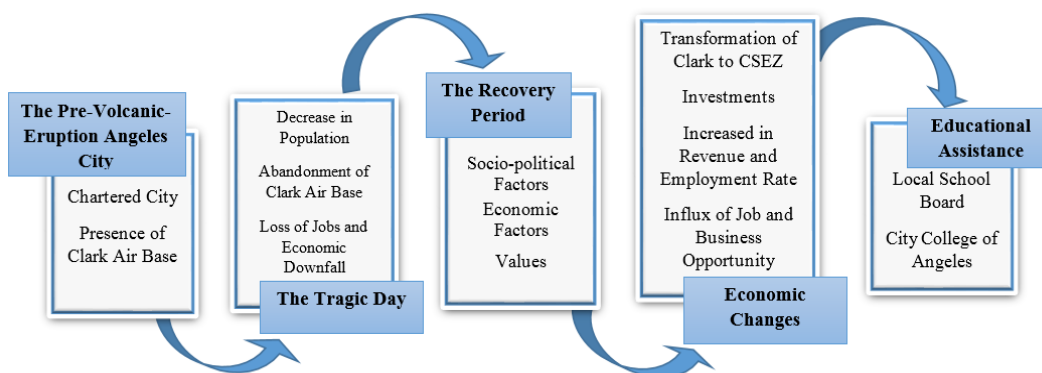 The Pre-Volcanic-
Eruption Angeles
City
Chartered City
Presence of
Clark Air Base
Decrease in
Population
Abandonment of
Clark Air Base
Loss of Jobs and
Economic
Downfall
The Tragic Day
The Recovery
Period
Socio-political
Factors
Economic
Factors
Values
Transformation of
Clark to CSEZ
Investments
Increased in
Revenue and
Employment Rate
Influx of Job and
Business
Opportunity
Economic
Changes
Educational
Assistance
Local School
Board
City College of
Angeles